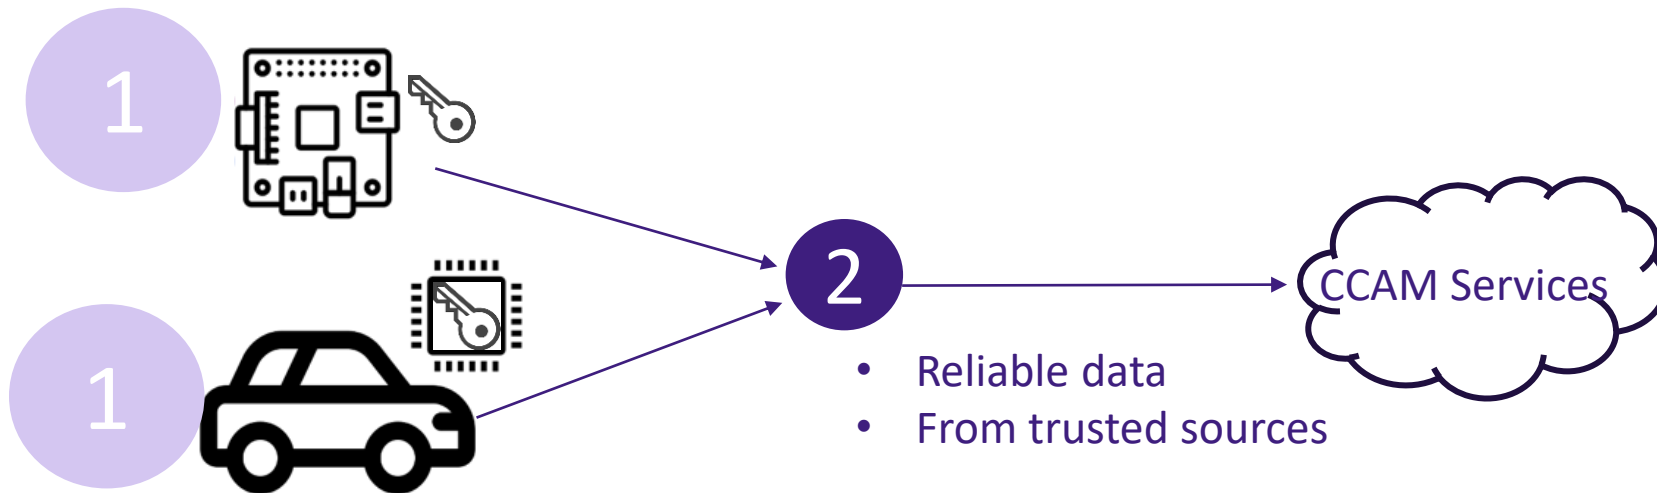 1
1
2
CCAM Services
• Reliable data
• From trusted sources